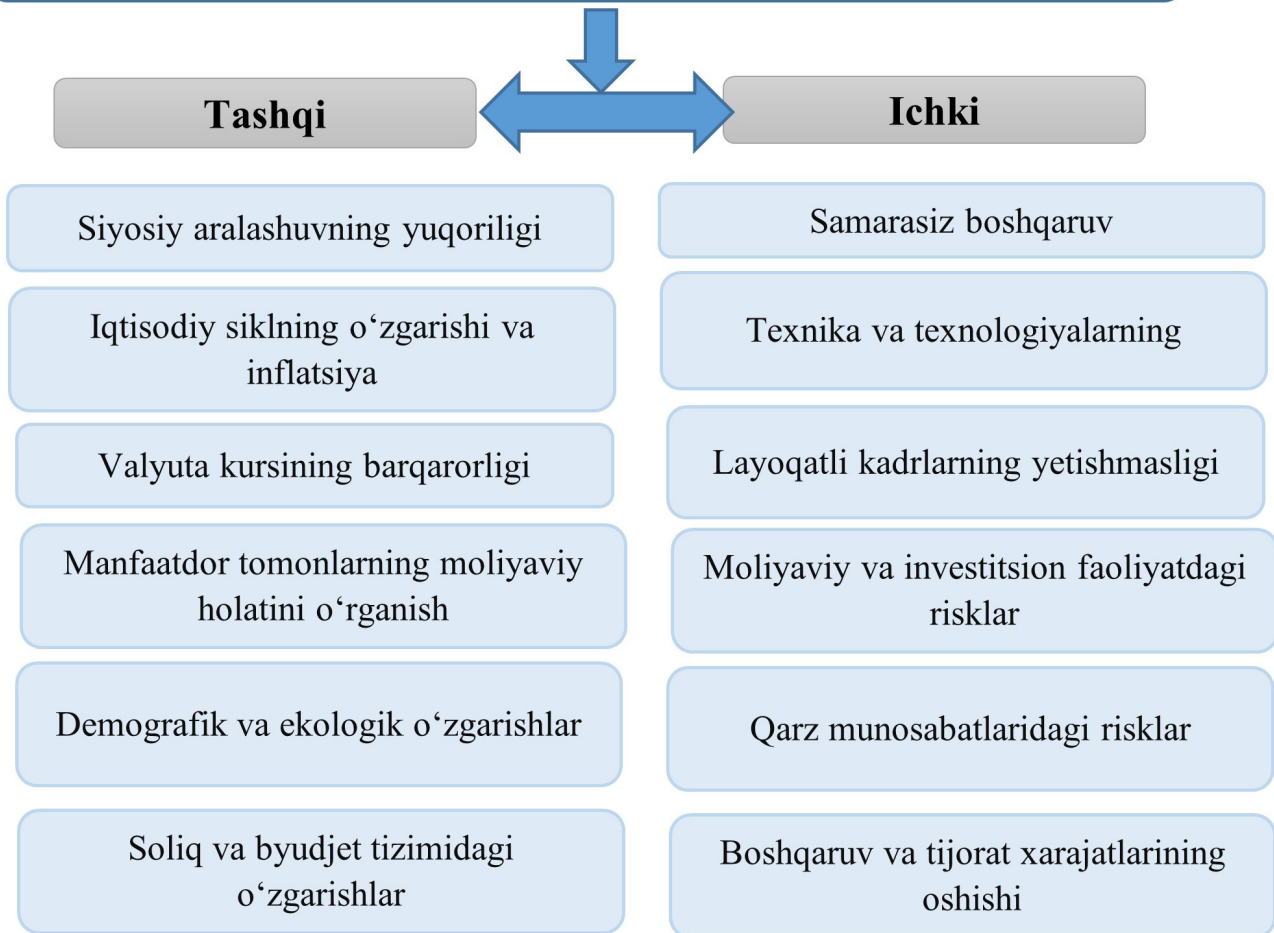 Tashqi
Ichki
Siyosiy aralashuvning yuqoriligi
Iqtisodiy siklning o‘zgarishi va
inflatsiya
Valyuta kursining barqarorligi
Manfaatdor tomonlarning moliyaviy
holatini o‘rganish
Demografik va ekologik o‘zgarishlar
Soliq va byudjet tizimidagi
o‘zgarishlar
Samarasiz boshqaruv
Texnika va texnologiyalarning
Layoqatli kadrlarning yetishmasligi
Moliyaviy va investitsion faoliyatdagi
risklar
Qarz munosabatlaridagi risklar
Boshqaruv va tijorat xarajatlarining
oshishi